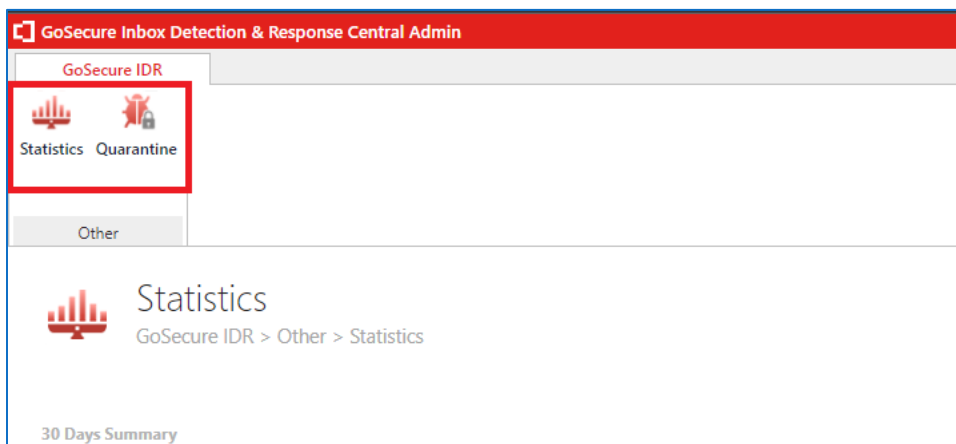 GoSecure Inbox Detection & Response Central Admin
GoSecure IDR
Statistics Quarantine
Other
Statistics
GoSecure IDR > Other > Statistics
30 Days Summary